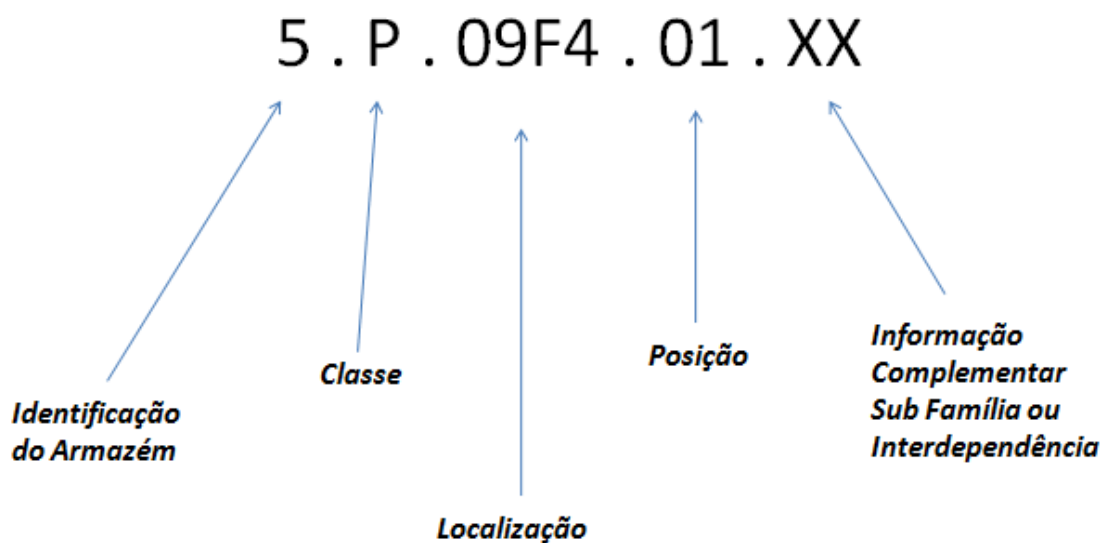 5 . P . 09F4 . 01 . XX
Identificação
do Armazém
Classe
Localização
Posição
Informação
Complementar
Sub Família ou
Interdependência